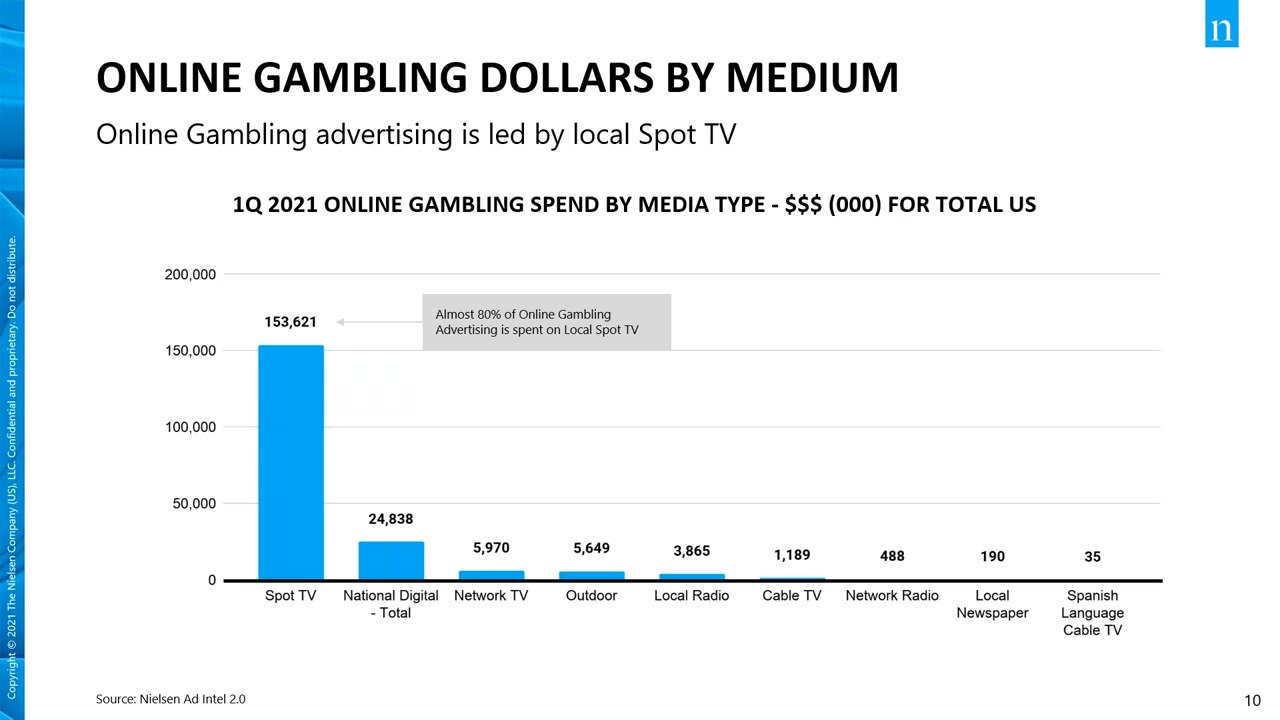 n
ONLINE GAMBLING DOLLARS BY MEDIUM
Online Gambling advertising is led by local Spot TV
1Q 2021 ONLINE GAMBLING SPEND BY MEDIA TYPE - $$$ (000) FOR TOTAL US
200,000
150,000
100,000
50,000
0
Almost 80% of Online Gambling
Advertising is spent on Local Spot TV
153,621
24,838
5,970
5,649
3,865
1,189
488
190
35
Spot TV
National Digital
- Total
Network TV
Outdoor
Local Radio
Cable TV
Network Radio
Local
Newspaper
Spanish
Language
Cable TV
Source: Nielsen Ad Intel 2.0
10
Copyright © 2021 The Nielsen Company (US), LLC. Confidential and proprietary. Do not distribute.